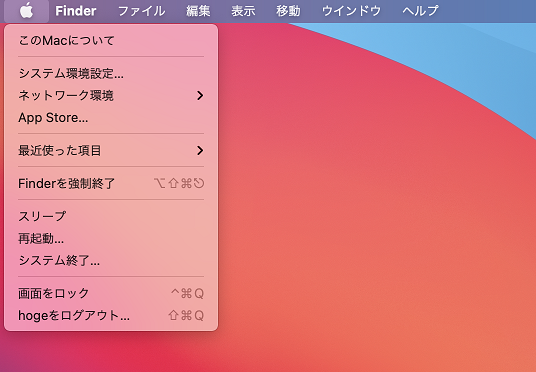 Finder ファイル 編集 表示 移動 ウインドウ ヘルプ
このMacについて
システム環境設定...
ネットワーク環境
App Store...
最近使った項目
Finderを強制終了 ⌥⇧⌘⎋
スリープ
再起動...
システム終了...
画面をロック ^⌘Q
hogeをログアウト... ⇧⌘Q